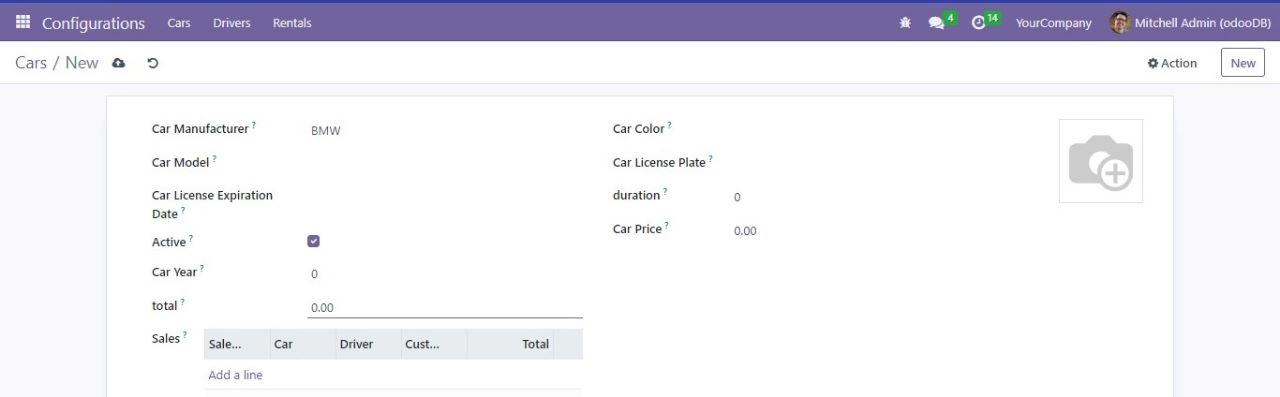 Configurations Cars Drivers Rentals 4 14 YourCompany Mitchell Admin (odooDB)
Cars / New Action New
Car Manufacturer ? BMW
Car Model ?
Car License Expiration
Date ?
Active ?
Car Year ? 0
total ? 0.00
Sales ?
Sale... Car Driver Cust... Total
Add a line
Car Color ?
Car License Plate ?
duration ? 0
Car Price ? 0.00